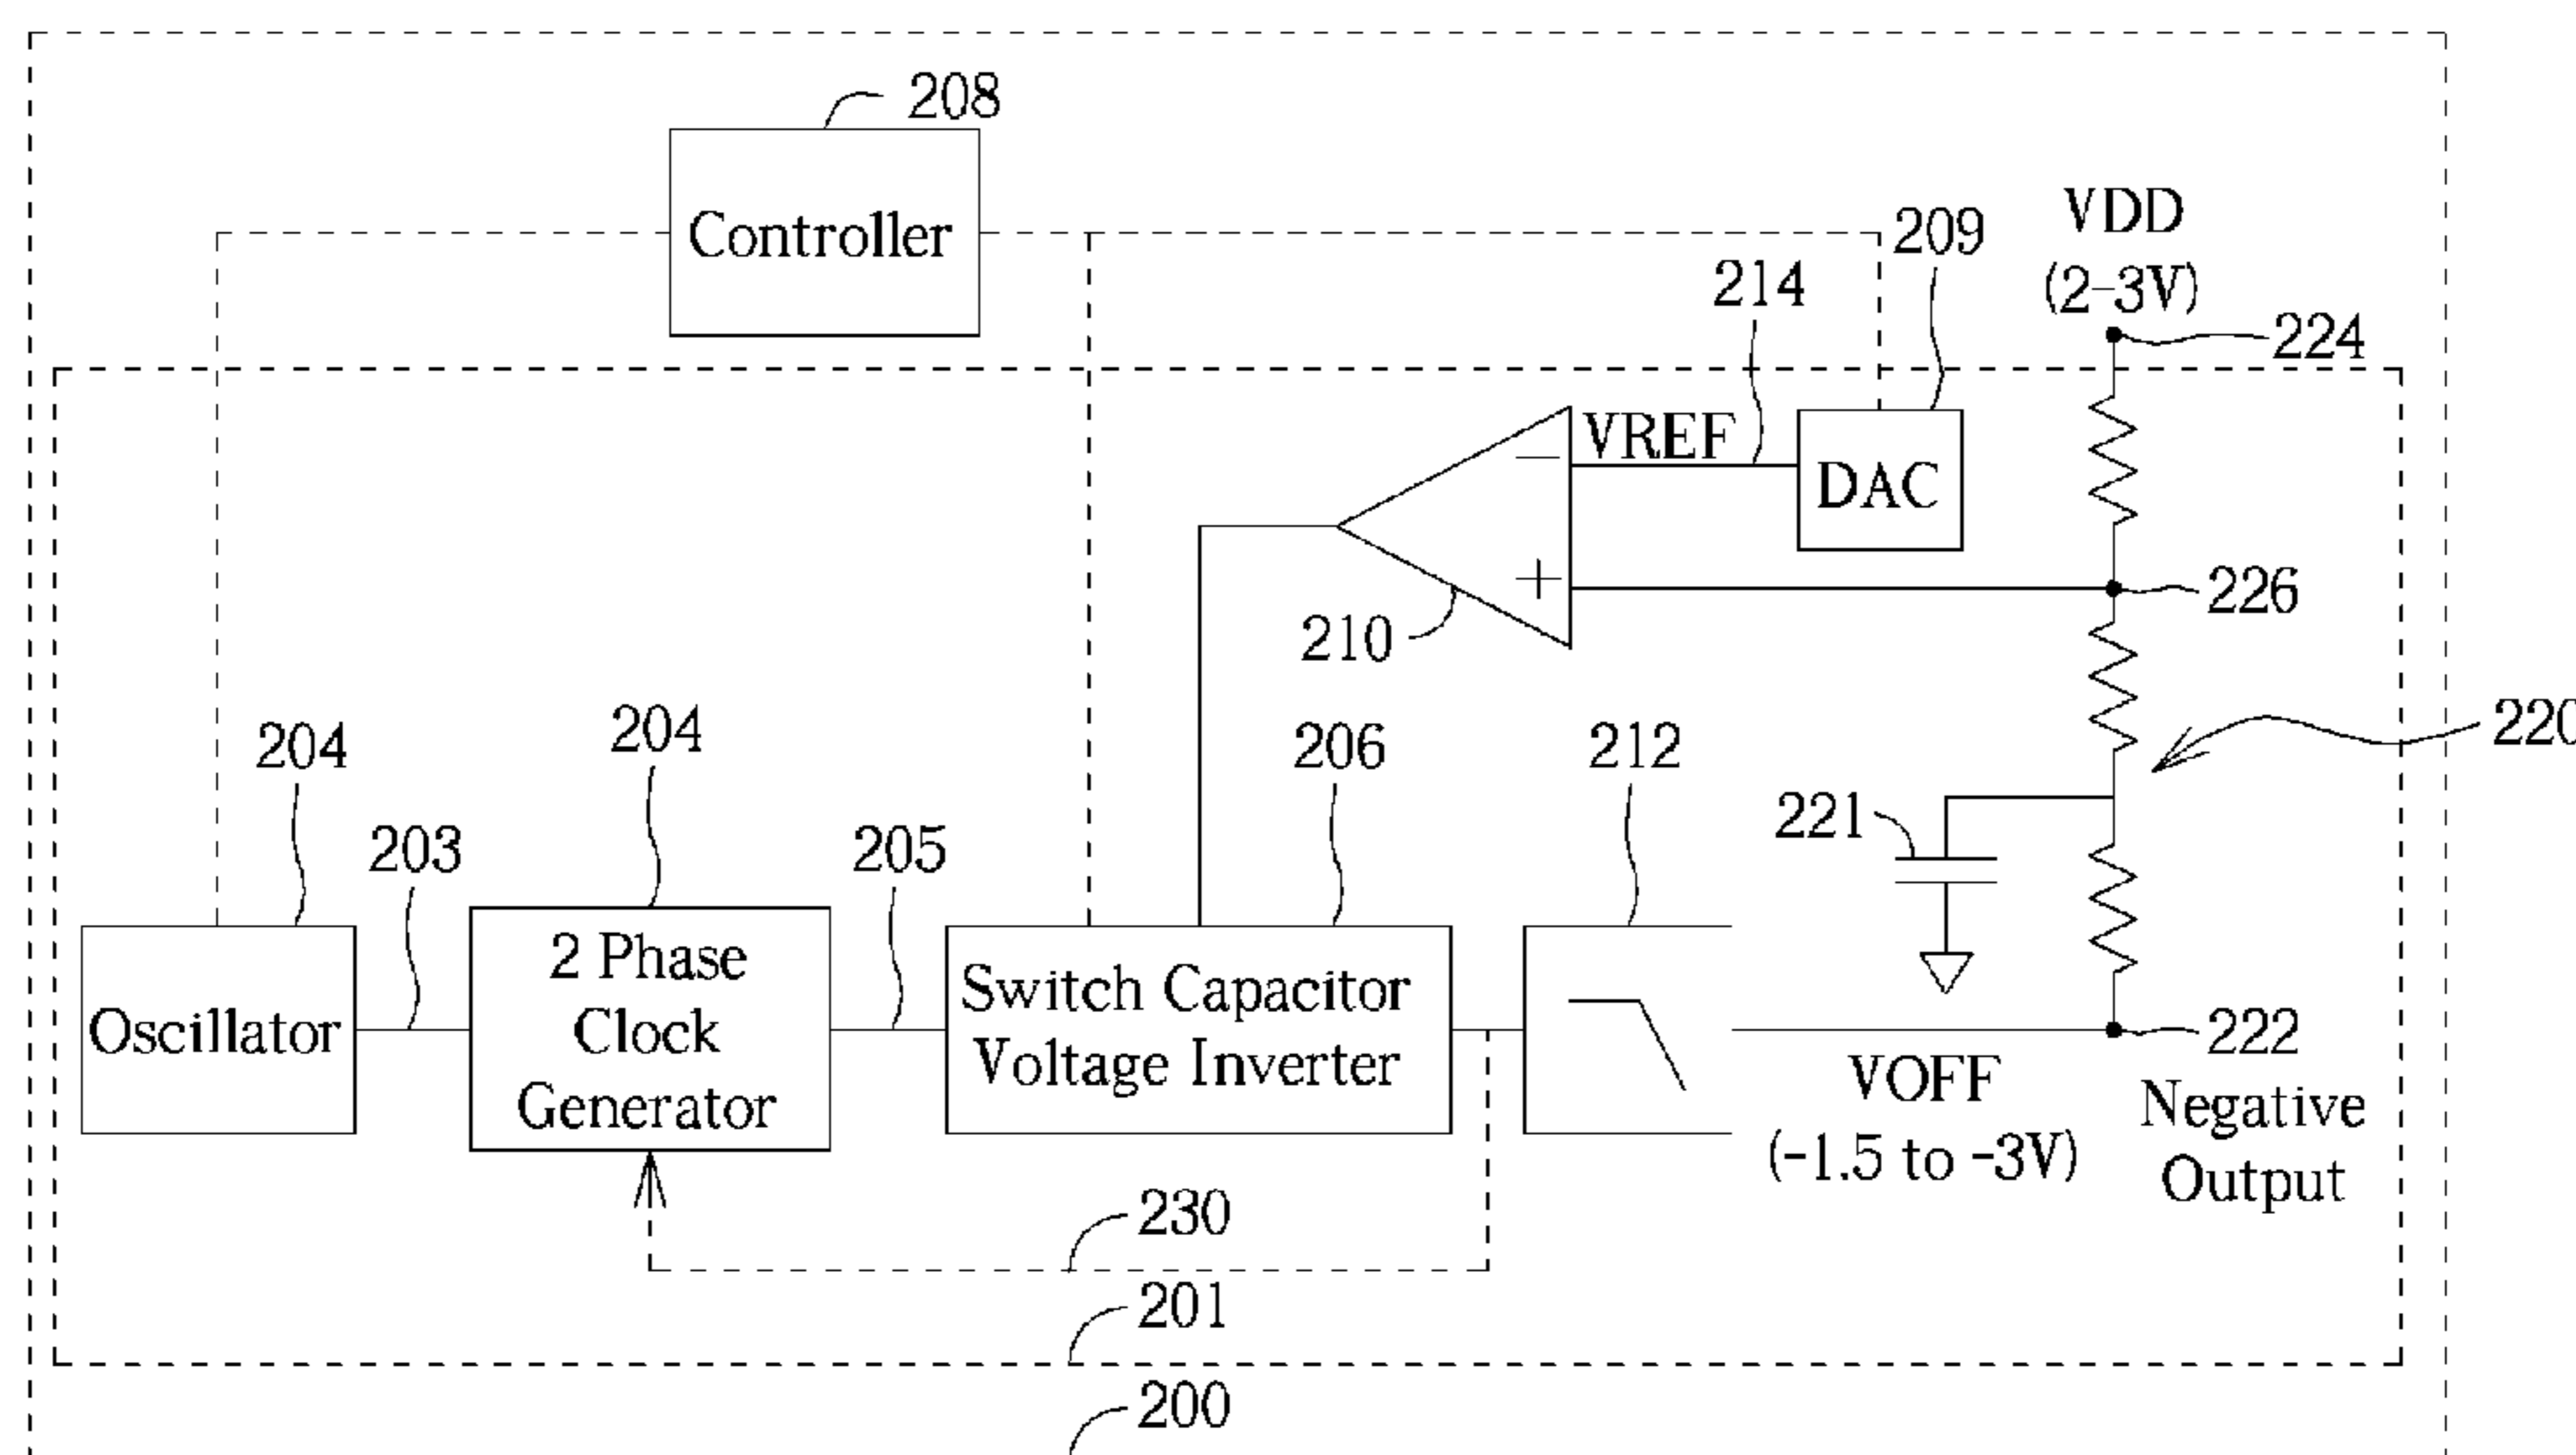 208
Controller
VDD
(2-3V)
209
214
224
VREF
DAC
−
+
210
226
220
204
204
206
212
203
205
221
Oscillator
2 Phase
Clock
Generator
Switch Capacitor
Voltage Inverter
VOFF
(-1.5 to -3V)
222
Negative
Output
230
201
200